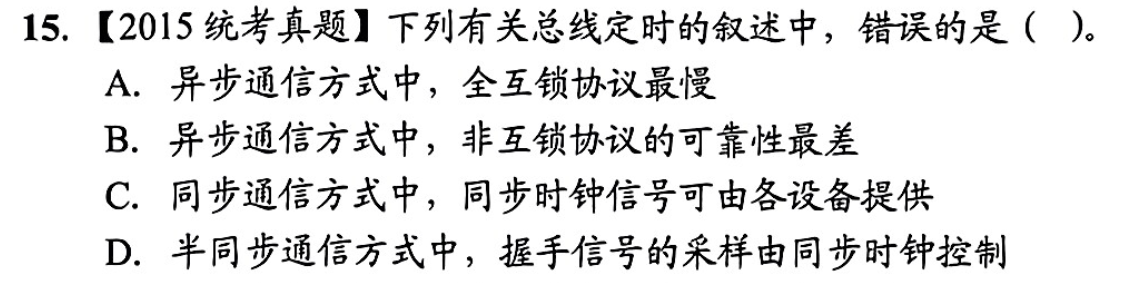 15. 【2015 统考真题】下列有关总线定时的叙述中，错误的是（ ）。
A. 异步通信方式中，全互锁协议最慢
B. 异步通信方式中，非互锁协议的可靠性最差
C. 同步通信方式中，同步时钟信号可由各设备提供
D. 半同步通信方式中，握手信号的采样由同步时钟控制